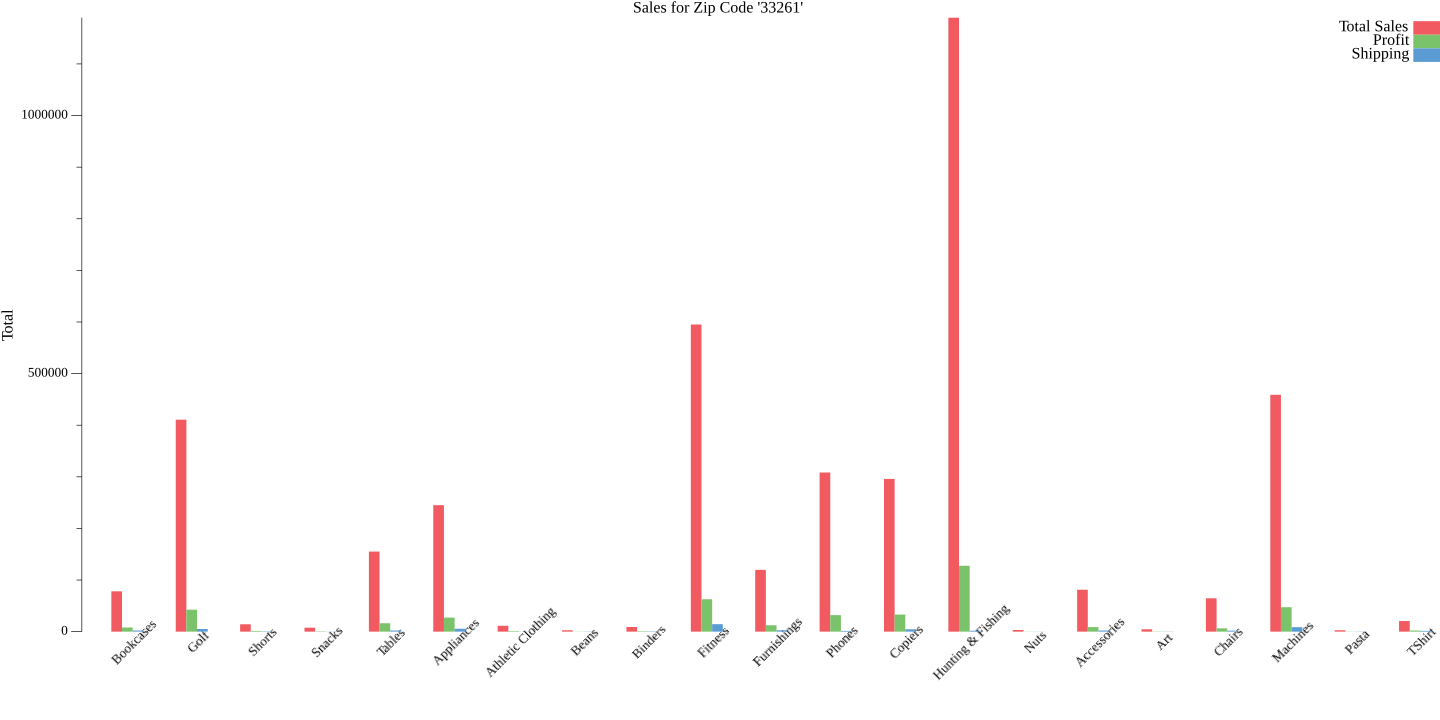 Sales for Zip Code '33261'
Total Sales
Profit
Shipping
1000000
500000
0
Total
Bookcases
Golf
Shorts
Snacks
Tables
Appliances
Athletic Clothing
Beans
Binders
Fitness
Furnishings
Phones
Copiers
Hunting & Fishing
Nuts
Accessories
Art
Chairs
Machines
Pasta
TShirt